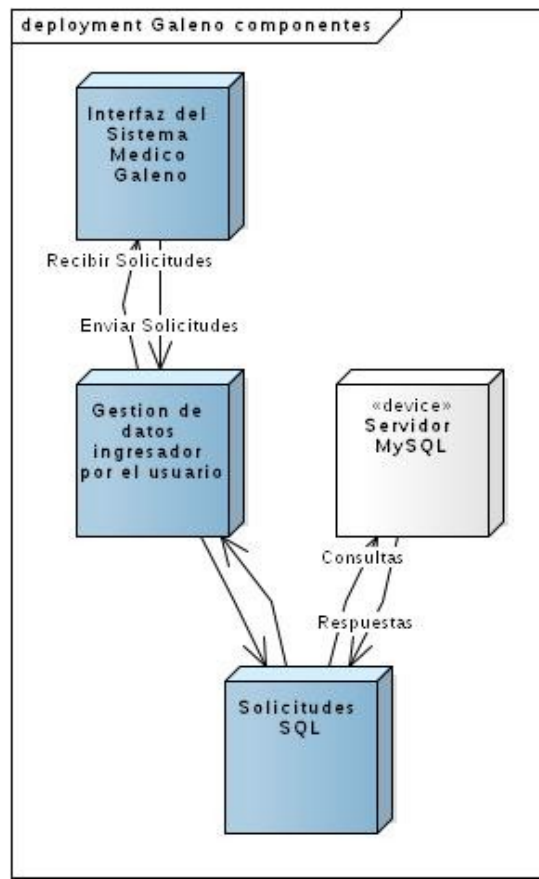 deployment Galeno componentes
Interfaz del
Sistema
Medico
Galeno
Recibir Solicitudes
Enviar Solicitudes
Gestion de
datos
ingresador
por el usuario
«device»
Servidor
MySQL
Consultas
Respuestas
Solicitudes
SQL